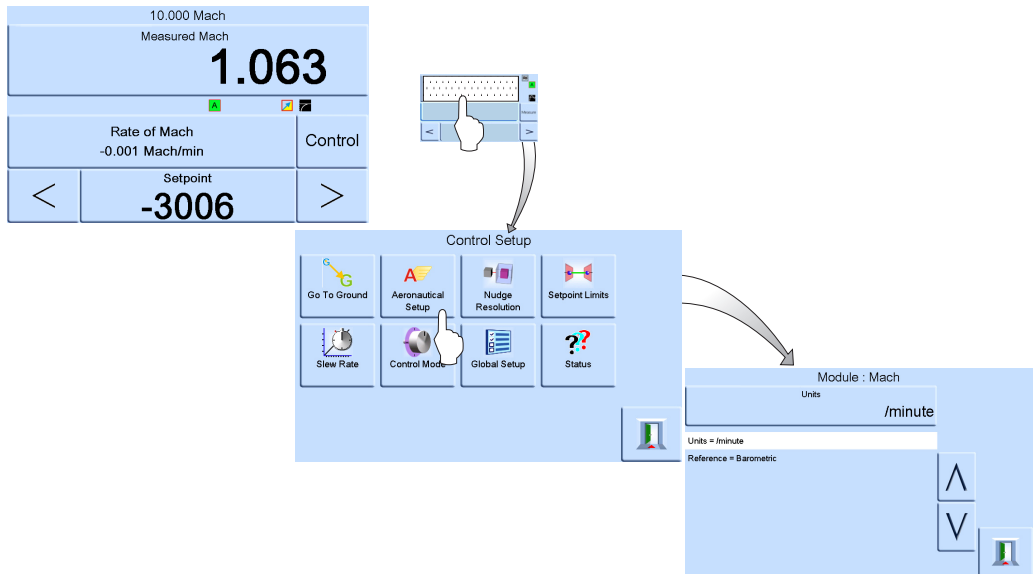 10.000 Mach
Measured Mach
1.063
A
Rate of Mach
-0.001 Mach/min
Control
<
Setpoint
-3006
>
A
Measure
<
>
Control Setup
G
G
Go To Ground
A
Aeronautical
Setup
Nudge
Resolution
Setpoint Limits
Slew Rate
Control Mode
Global Setup
???
Status
Module : Mach
Units
/minute
Units = /minute
Reference = Barometric